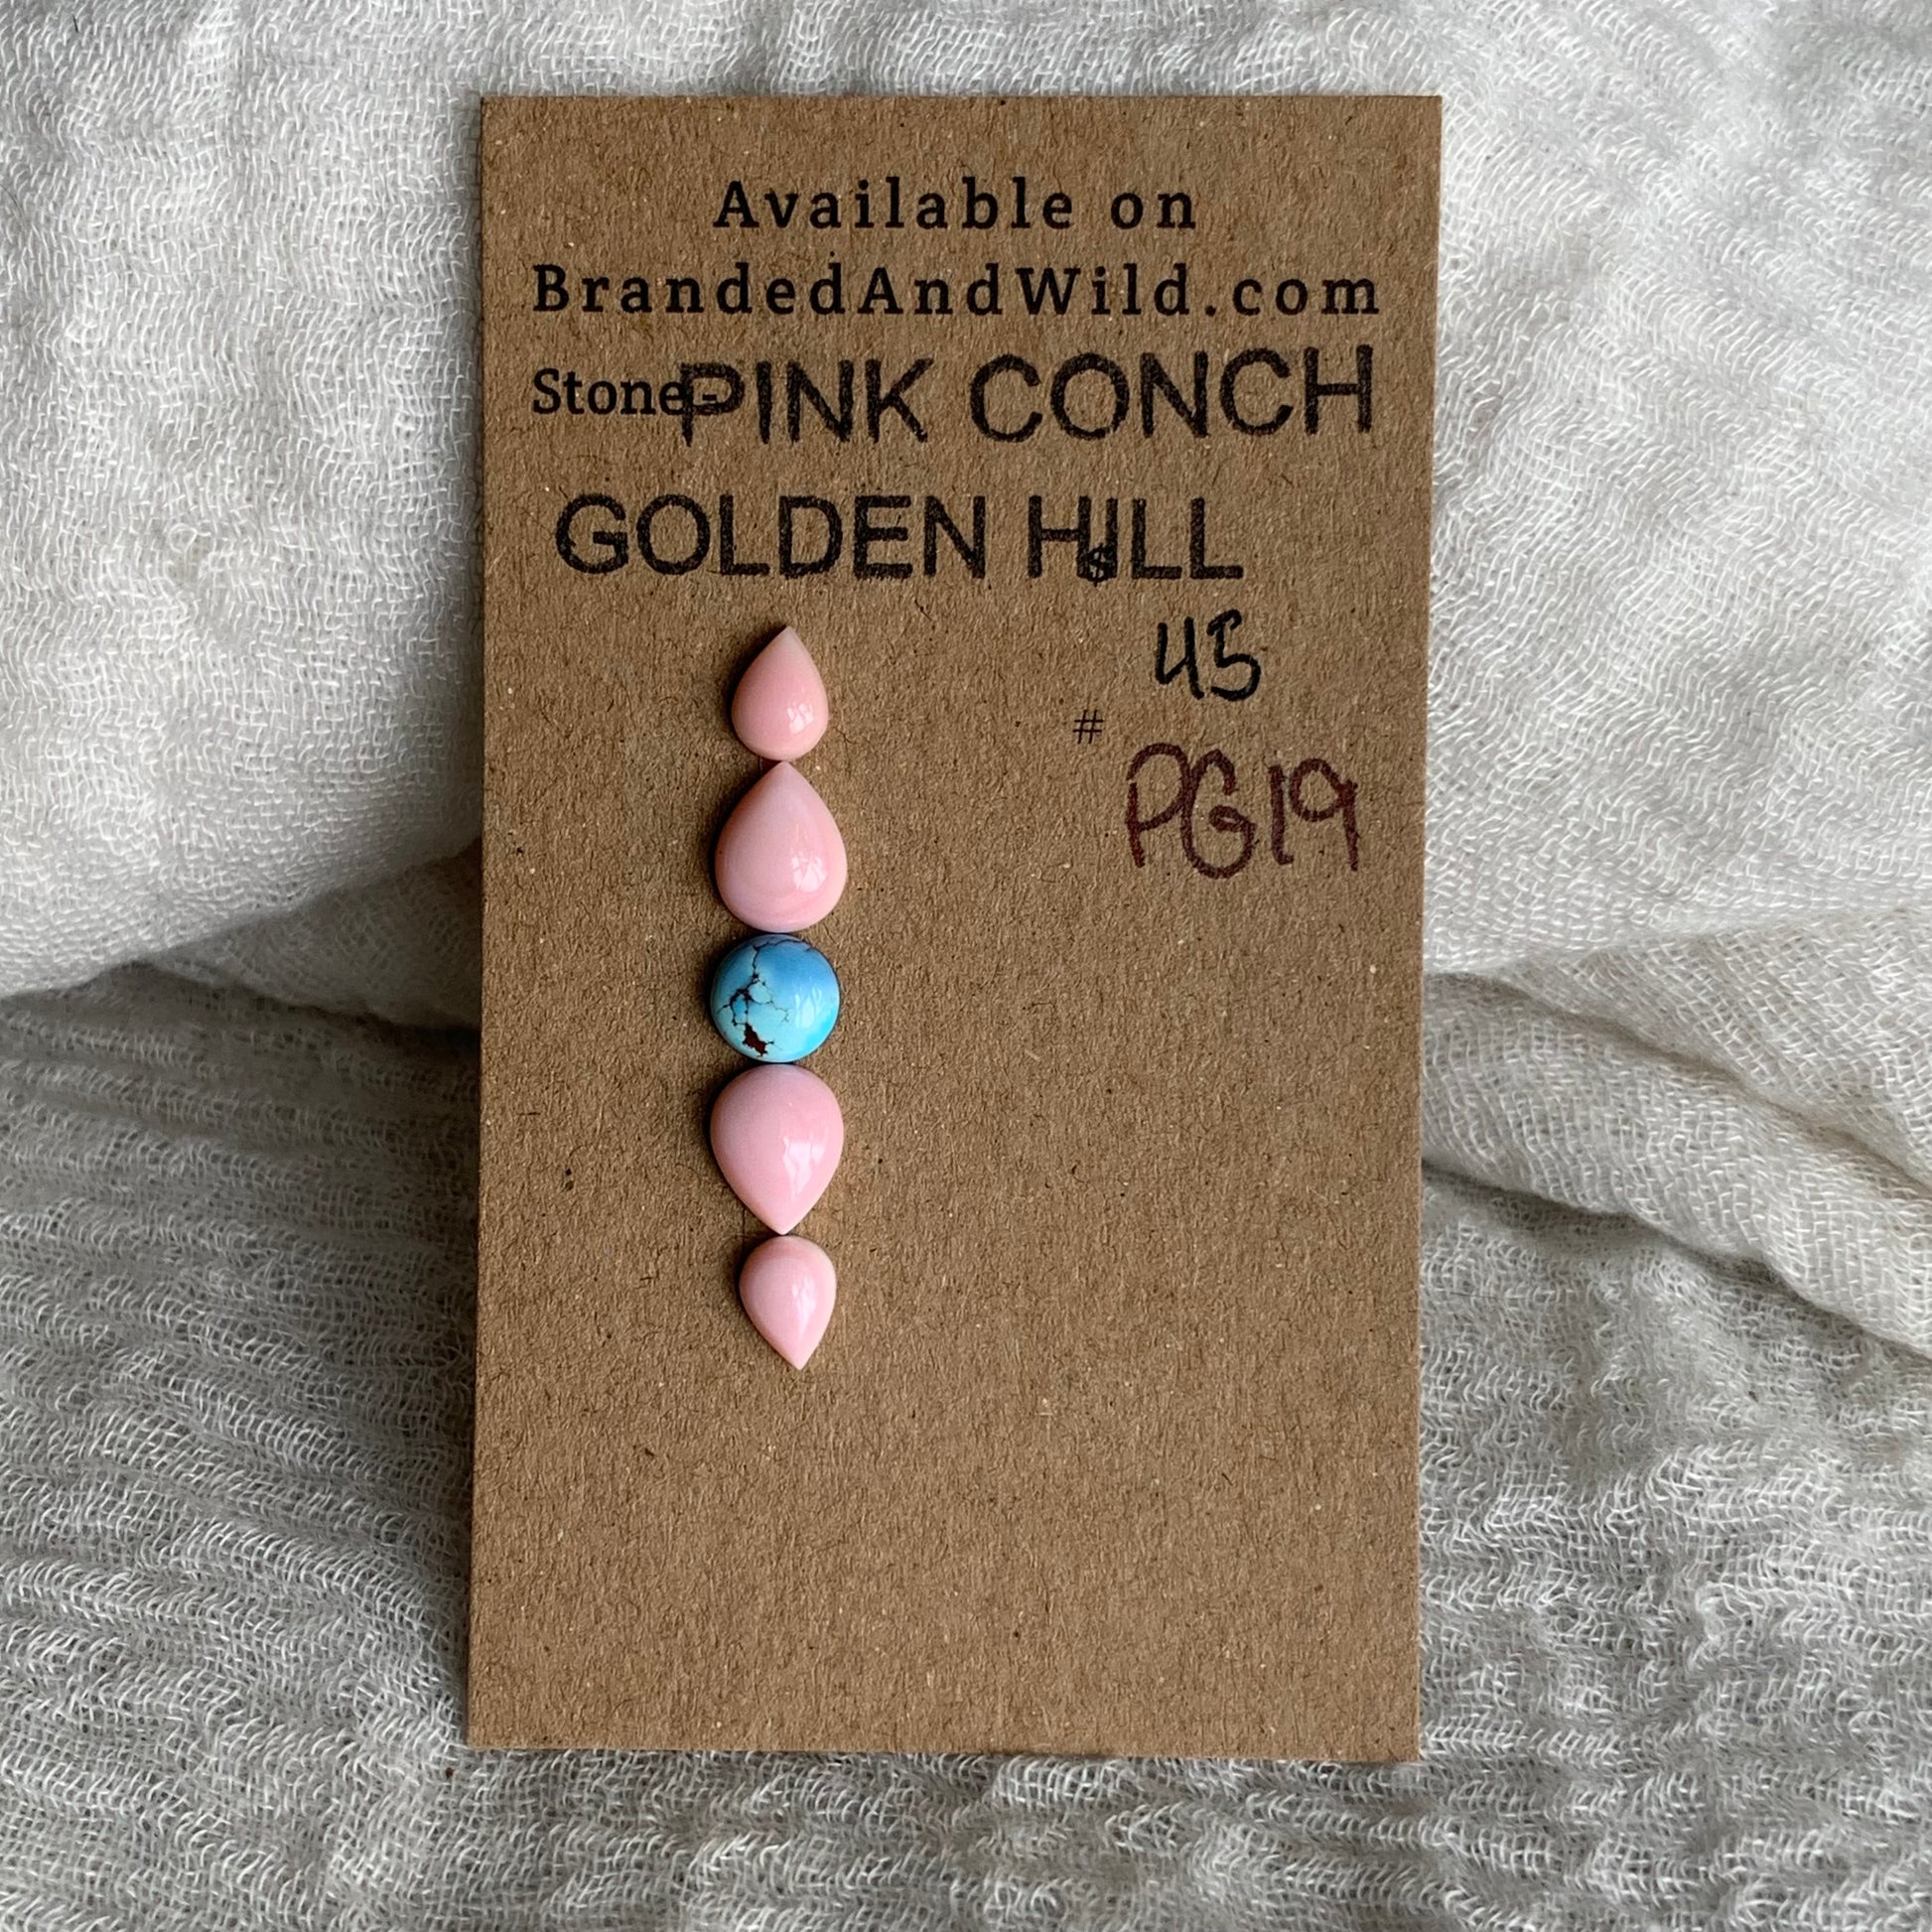 Available on
BrandedAndWild.com
Stone- PINK CONCH
GOLDEN HILL
$
45
#
PG19